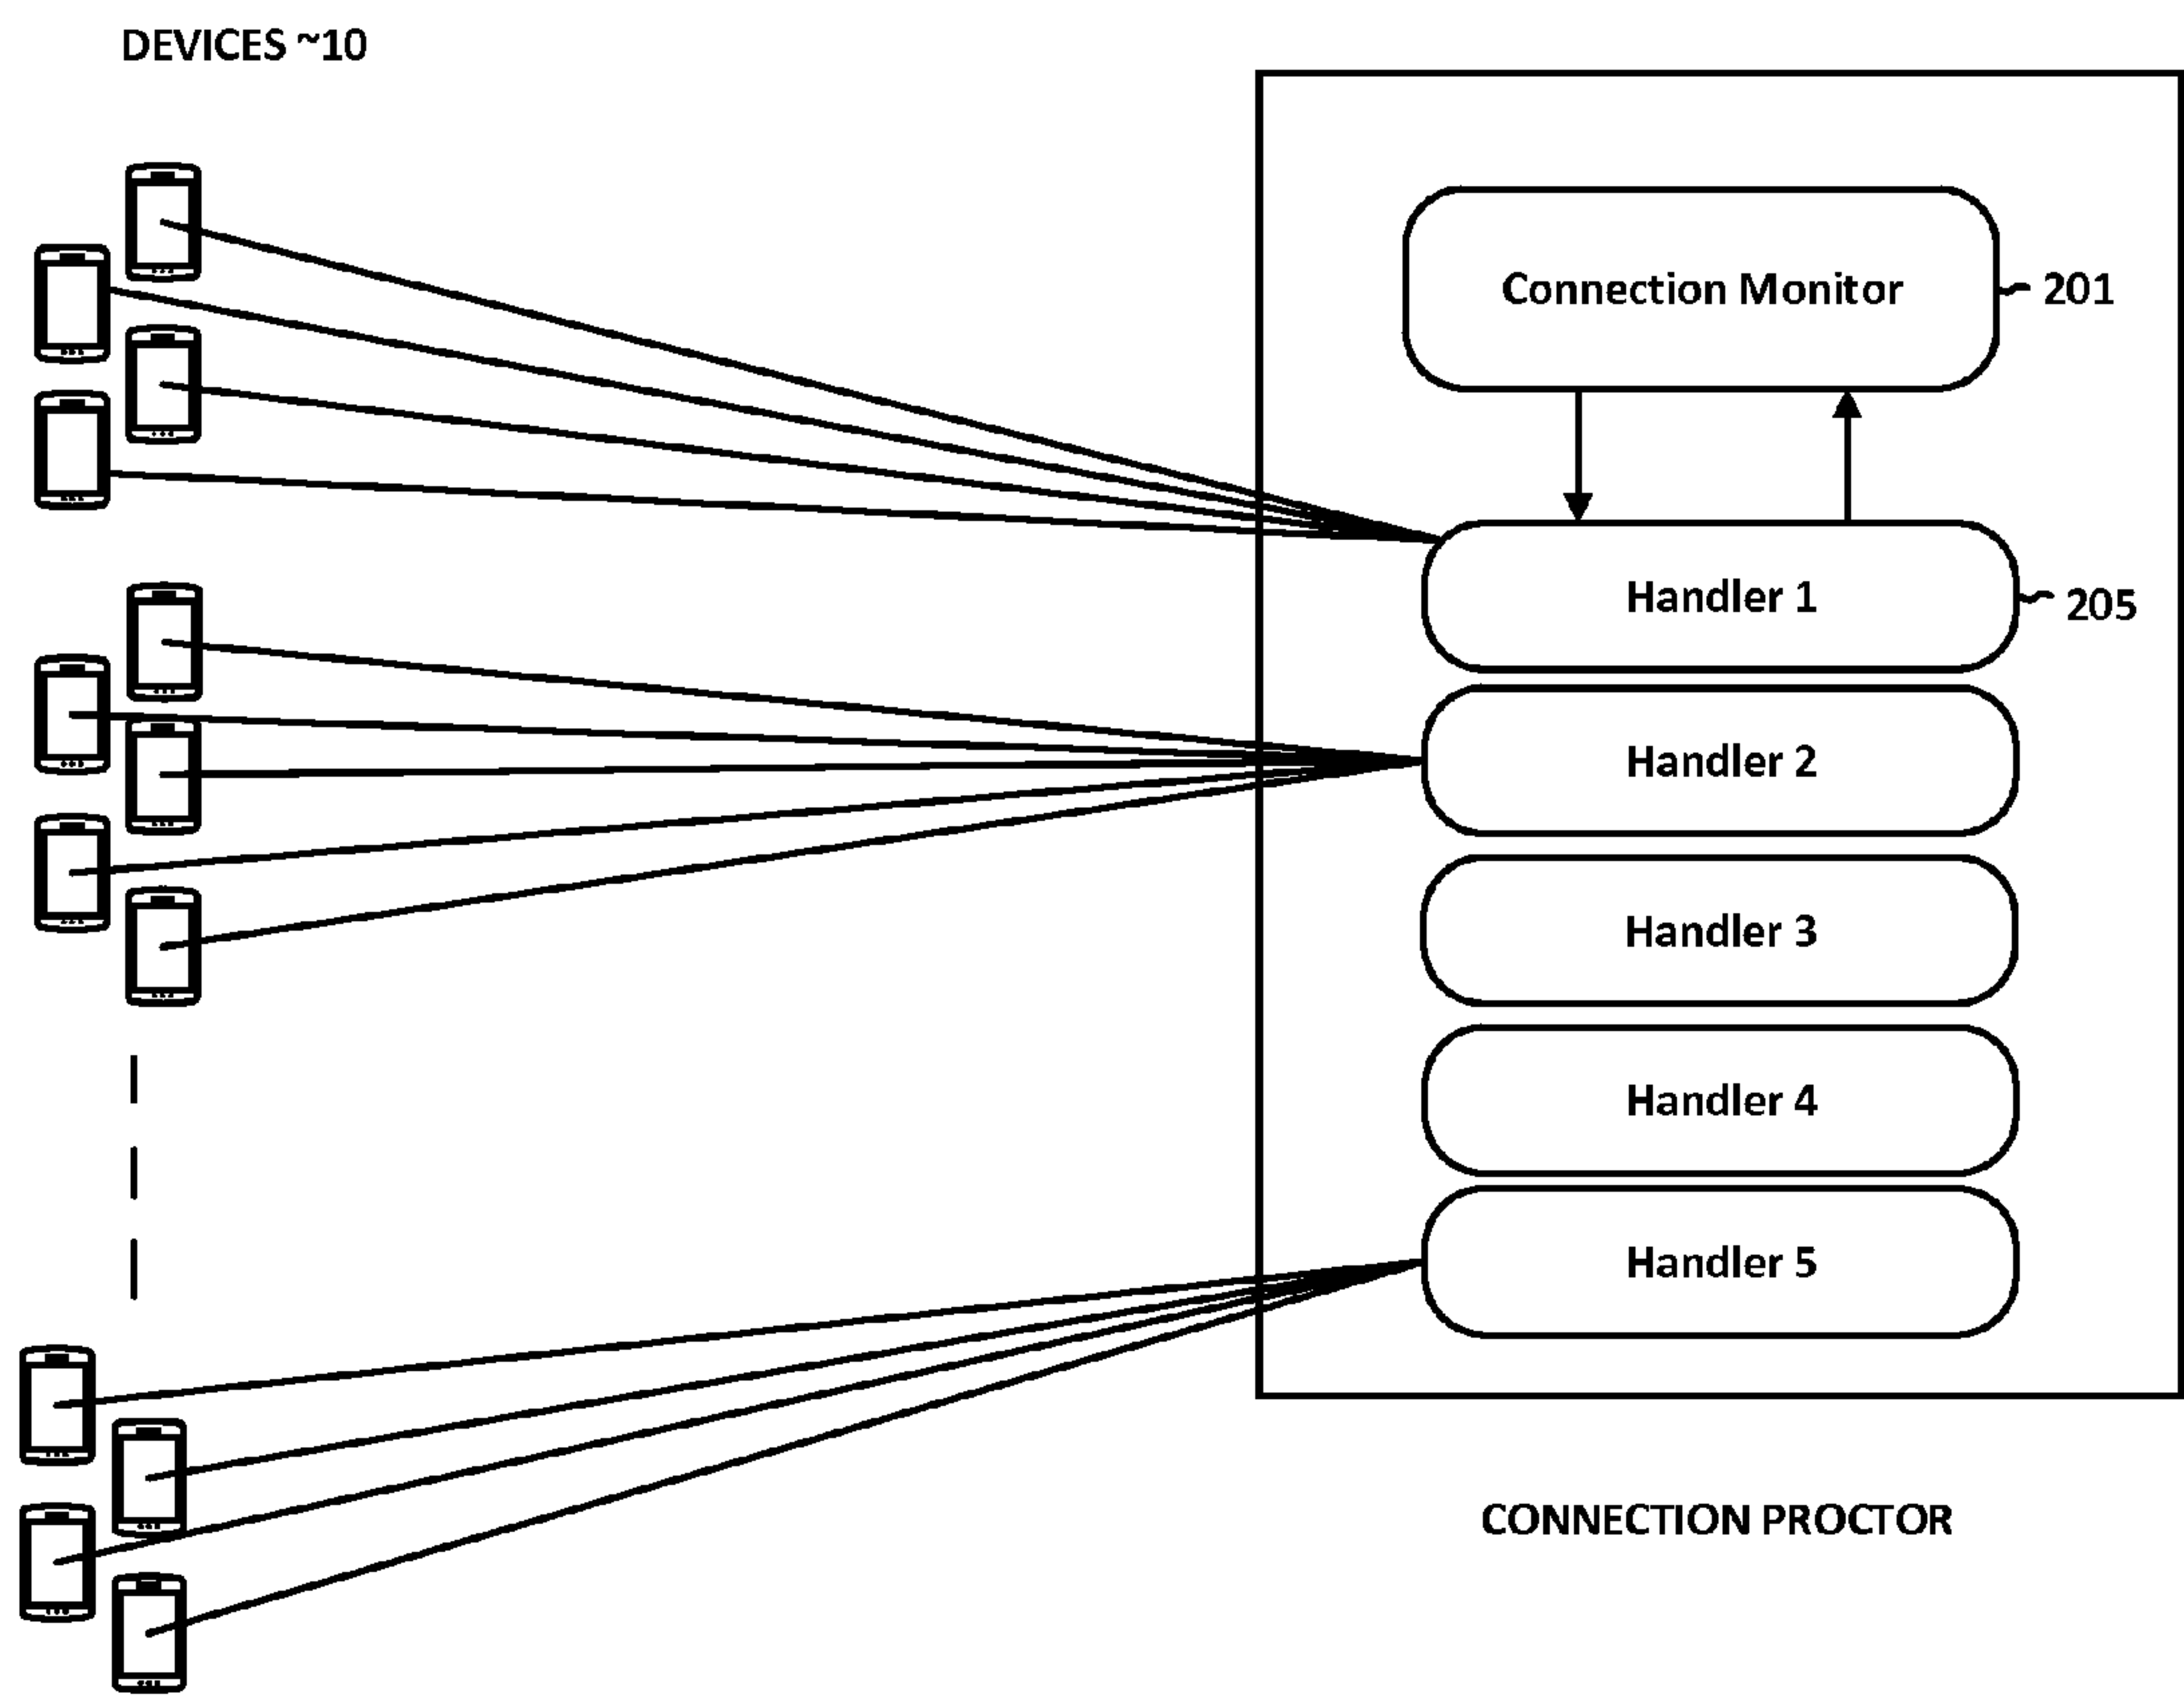 DEVICES ~10
Connection Monitor
201
Handler 1
205
Handler 2
Handler 3
Handler 4
Handler 5
CONNECTION PROCTOR